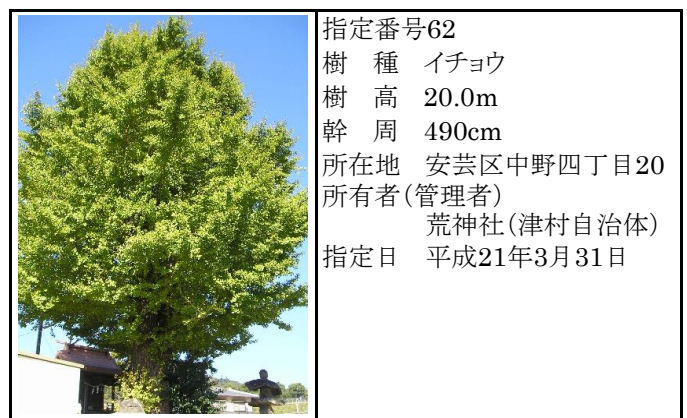 指定番号62
樹　種　イチョウ
樹　高　20.0m
幹　周　490cm
所在地　安芸区中野四丁目20
所有者（管理者）
荒神社（津村自治体）
指定日　平成21年3月31日